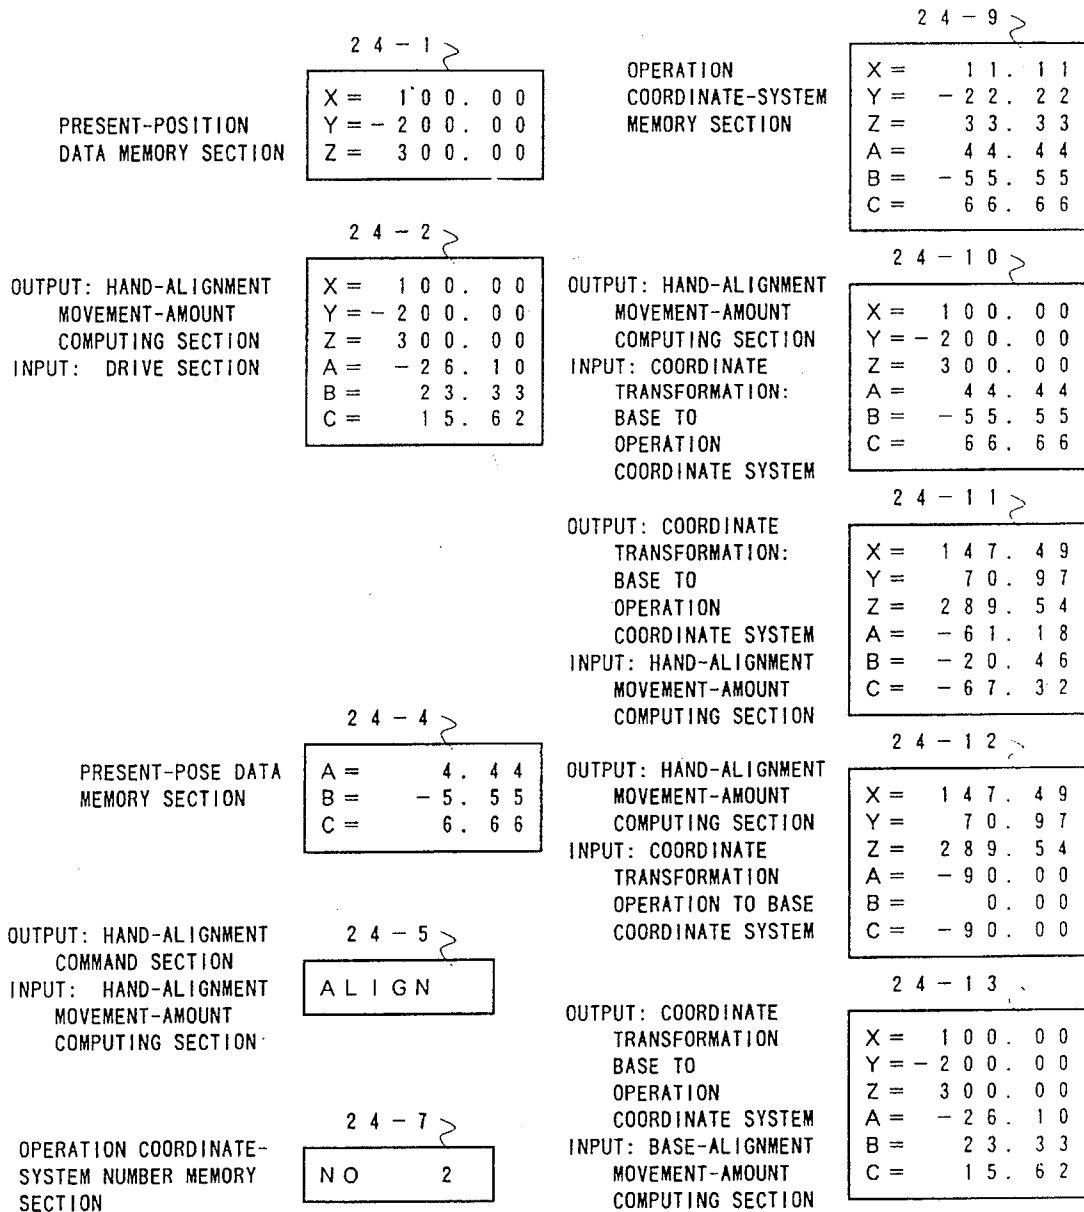 24-1
PRESENT-POSITION
DATA MEMORY SECTION
X= 100.00
Y=-200.00
Z= 300.00
24-2
OUTPUT: HAND-ALIGNMENT
MOVEMENT-AMOUNT
COMPUTING SECTION
INPUT: DRIVE SECTION
X= 100.00
Y=-200.00
Z= 300.00
A= -26.10
B= 23.33
C= 15.62
24-4
PRESENT-POSE DATA
MEMORY SECTION
A= 4.44
B= -5.55
C= 6.66
OUTPUT: HAND-ALIGNMENT
COMMAND SECTION
INPUT: HAND-ALIGNMENT
MOVEMENT-AMOUNT
COMPUTING SECTION
24-5
ALIGN
24-7
OPERATION COORDINATE-
SYSTEM NUMBER MEMORY
SECTION
NO 2
24-9
OPERATION
COORDINATE-SYSTEM
MEMORY SECTION
X= 11.11
Y= -22.22
Z= 33.33
A= 44.44
B= -55.55
C= 66.66
24-10
OUTPUT: HAND-ALIGNMENT
MOVEMENT-AMOUNT
COMPUTING SECTION
INPUT: COORDINATE
TRANSFORMATION:
BASE TO
OPERATION
COORDINATE SYSTEM
X= 100.00
Y=-200.00
Z= 300.00
A= 44.44
B= -55.55
C= 66.66
24-11
OUTPUT: COORDINATE
TRANSFORMATION:
BASE TO
OPERATION
COORDINATE SYSTEM
INPUT: HAND-ALIGNMENT
MOVEMENT-AMOUNT
COMPUTING SECTION
X= 147.49
Y= 70.97
Z= 289.54
A= -61.18
B= -20.46
C= -67.32
24-12
OUTPUT: HAND-ALIGNMENT
MOVEMENT-AMOUNT
COMPUTING SECTION
INPUT: COORDINATE
TRANSFORMATION
OPERATION TO BASE
COORDINATE SYSTEM
X= 147.49
Y= 70.97
Z= 289.54
A= -90.00
B= 0.00
C= -90.00
24-13
OUTPUT: COORDINATE
TRANSFORMATION
BASE TO
OPERATION
COORDINATE SYSTEM
INPUT: BASE-ALIGNMENT
MOVEMENT-AMOUNT
COMPUTING SECTION
X= 100.00
Y=-200.00
Z= 300.00
A= -26.10
B= 23.33
C= 15.62